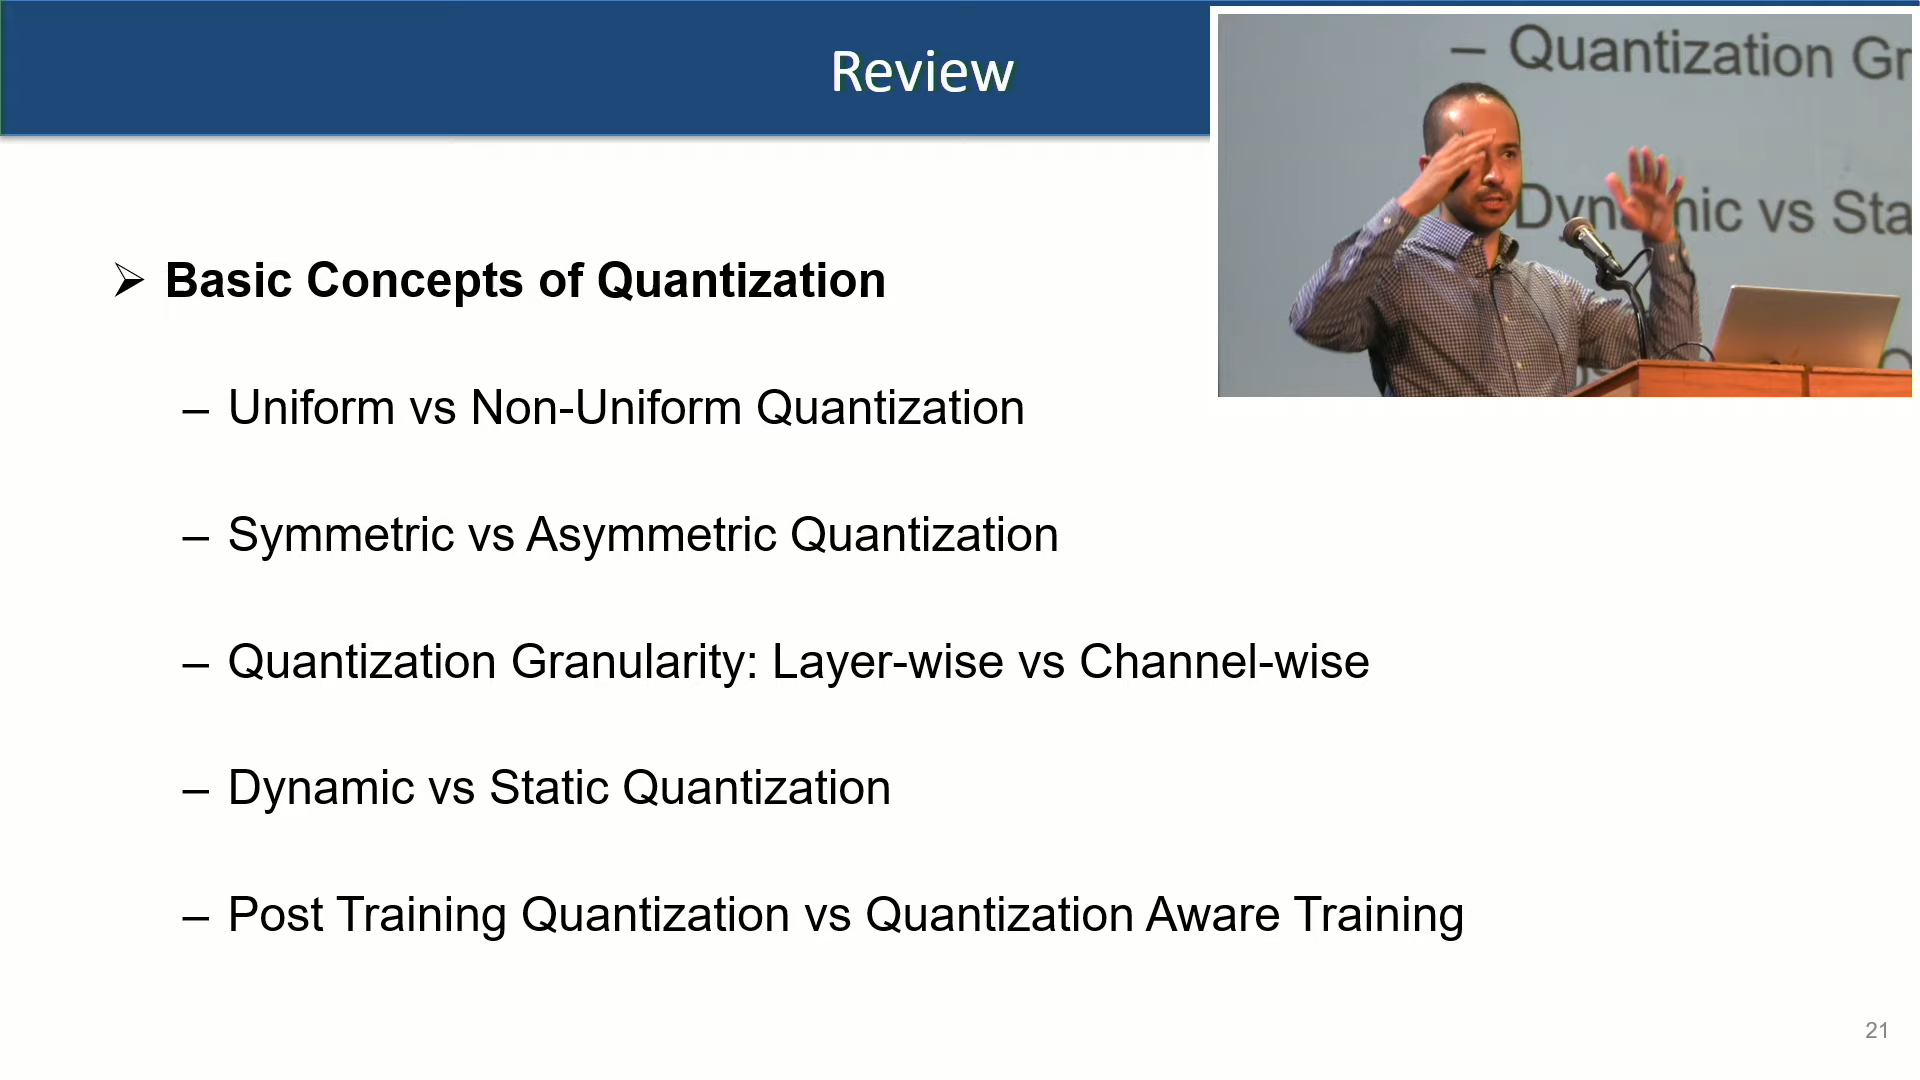 Review
– Quantization Gr
Dynamic vs Sta
➢ Basic Concepts of Quantization
– Uniform vs Non-Uniform Quantization
– Symmetric vs Asymmetric Quantization
– Quantization Granularity: Layer-wise vs Channel-wise
– Dynamic vs Static Quantization
– Post Training Quantization vs Quantization Aware Training
21